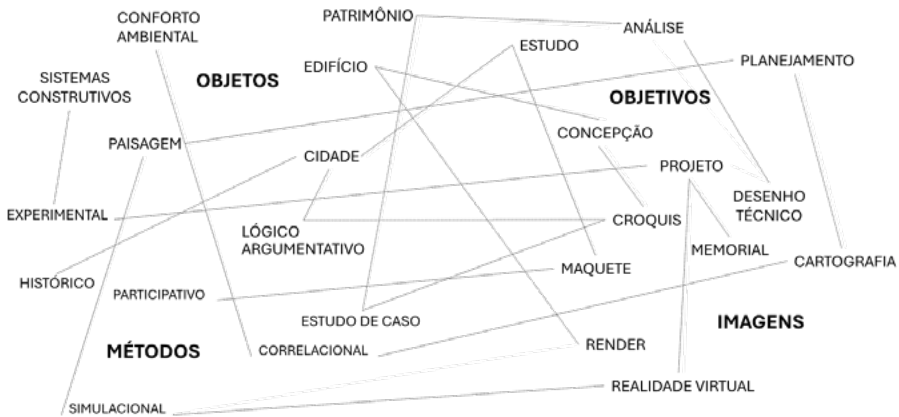 CONFORTO
AMBIENTAL
PATRIMÔNIO
ANÁLISE
ESTUDO
SISTEMAS
CONSTRUTIVOS
OBJETOS
EDIFÍCIO
PLANEJAMENTO
OBJETIVOS
PAISAGEM
CIDADE
CONCEPÇÃO
PROJETO
DESENHO
TÉCNICO
EXPERIMENTAL
LÓGICO
ARGUMENTATIVO
CROQUIS
MEMORIAL
CARTOGRAFIA
HISTÓRICO
PARTICIPATIVO
MAQUETE
ESTUDO DE CASO
IMAGENS
MÉTODOS
CORRELACIONAL
RENDER
REALIDADE VIRTUAL
SIMULACIONAL